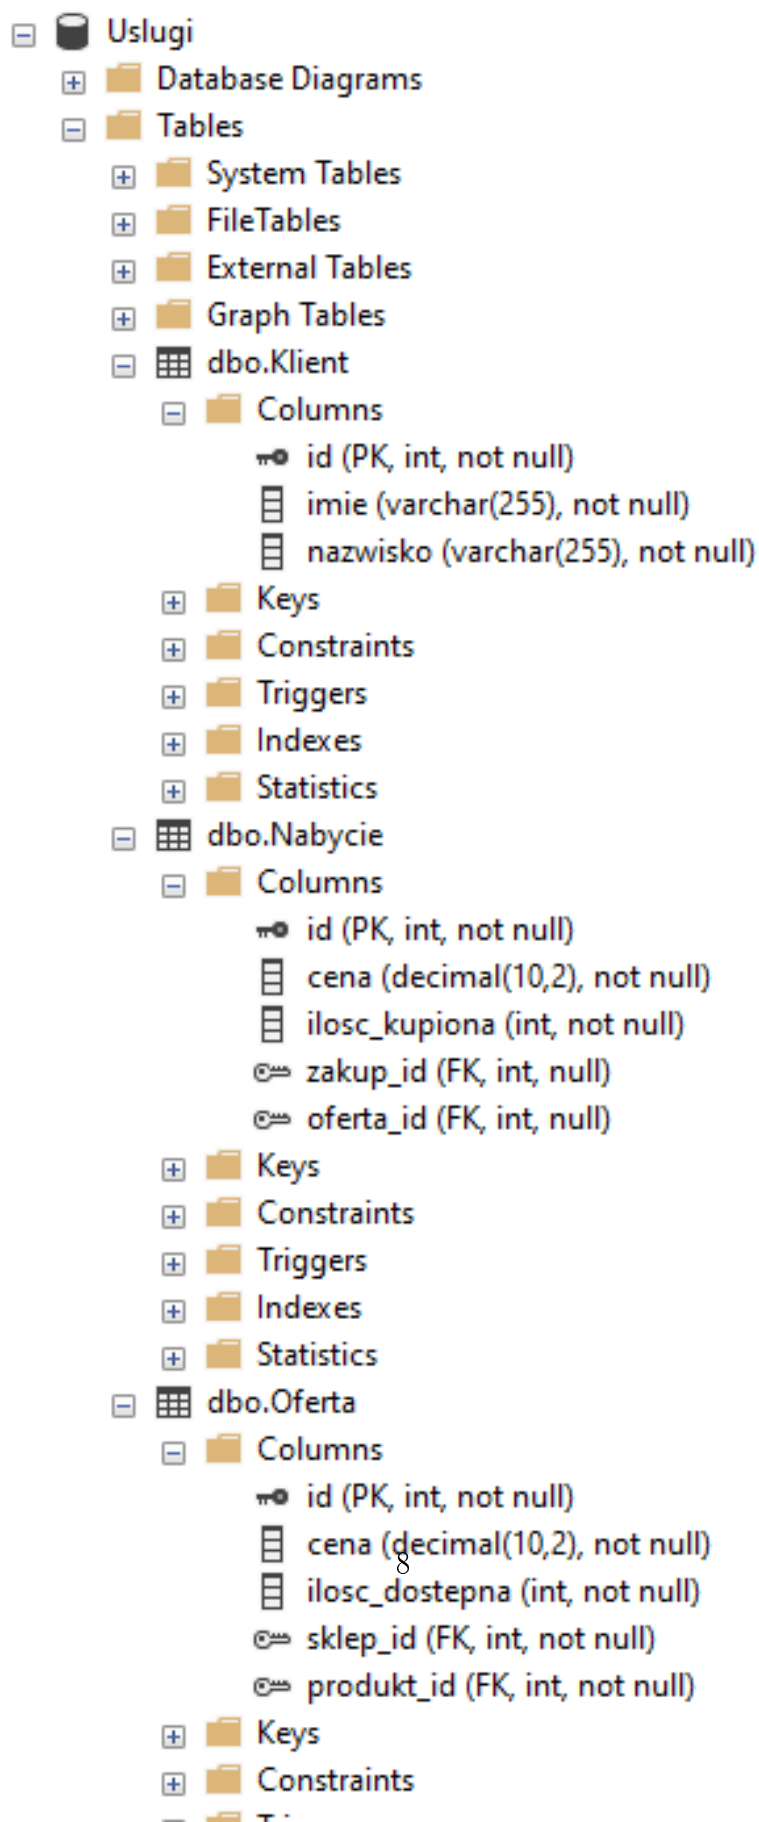 Uslugi
Database Diagrams
Tables
System Tables
FileTables
External Tables
Graph Tables
dbo.Klient
Columns
id (PK, int, not null)
imie (varchar(255), not null)
nazwisko (varchar(255), not null)
Keys
Constraints
Triggers
Indexes
Statistics
dbo.Nabycie
Columns
id (PK, int, not null)
cena (decimal(10,2), not null)
ilosc_kupiona (int, not null)
zakup_id (FK, int, null)
oferta_id (FK, int, null)
Keys
Constraints
Triggers
Indexes
Statistics
dbo.Oferta
Columns
id (PK, int, not null)
cena (decimal(10,2), not null)
8
ilosc_dostepna (int, not null)
sklep_id (FK, int, not null)
produkt_id (FK, int, not null)
Keys
Constraints